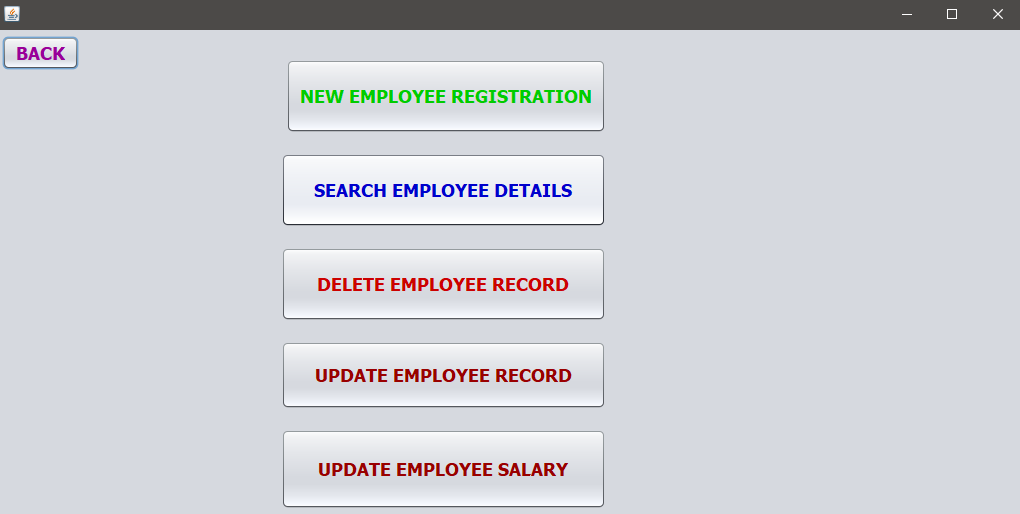 BACK
NEW EMPLOYEE REGISTRATION
SEARCH EMPLOYEE DETAILS
DELETE EMPLOYEE RECORD
UPDATE EMPLOYEE RECORD
UPDATE EMPLOYEE SALARY